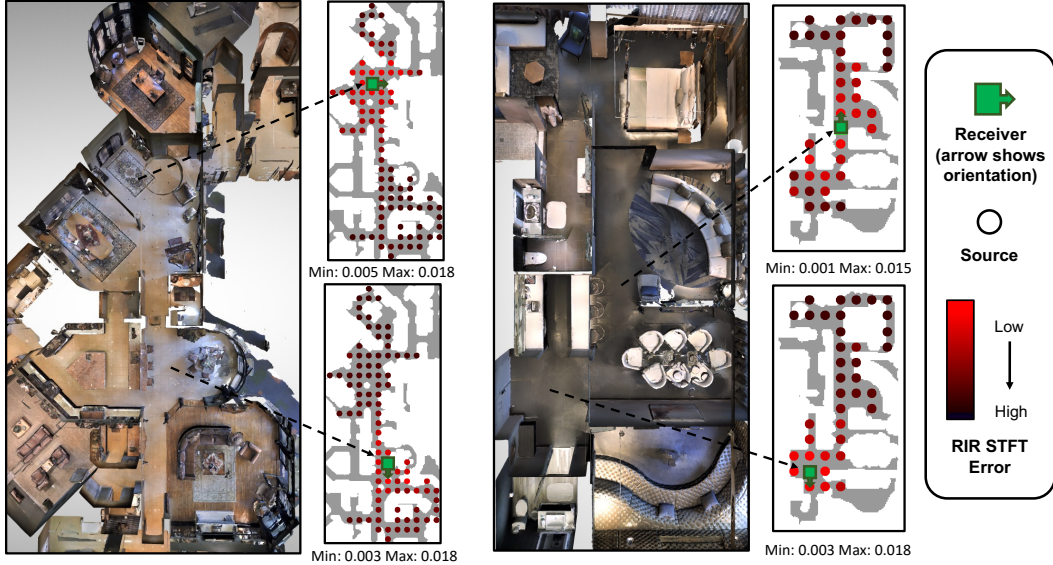 Min: 0.005 Max: 0.018
Min: 0.003 Max: 0.018
Min: 0.001 Max: 0.015
Min: 0.003 Max: 0.018
Receiver
(arrow shows
orientation)
Source
Low
High
RIR STFT
Error